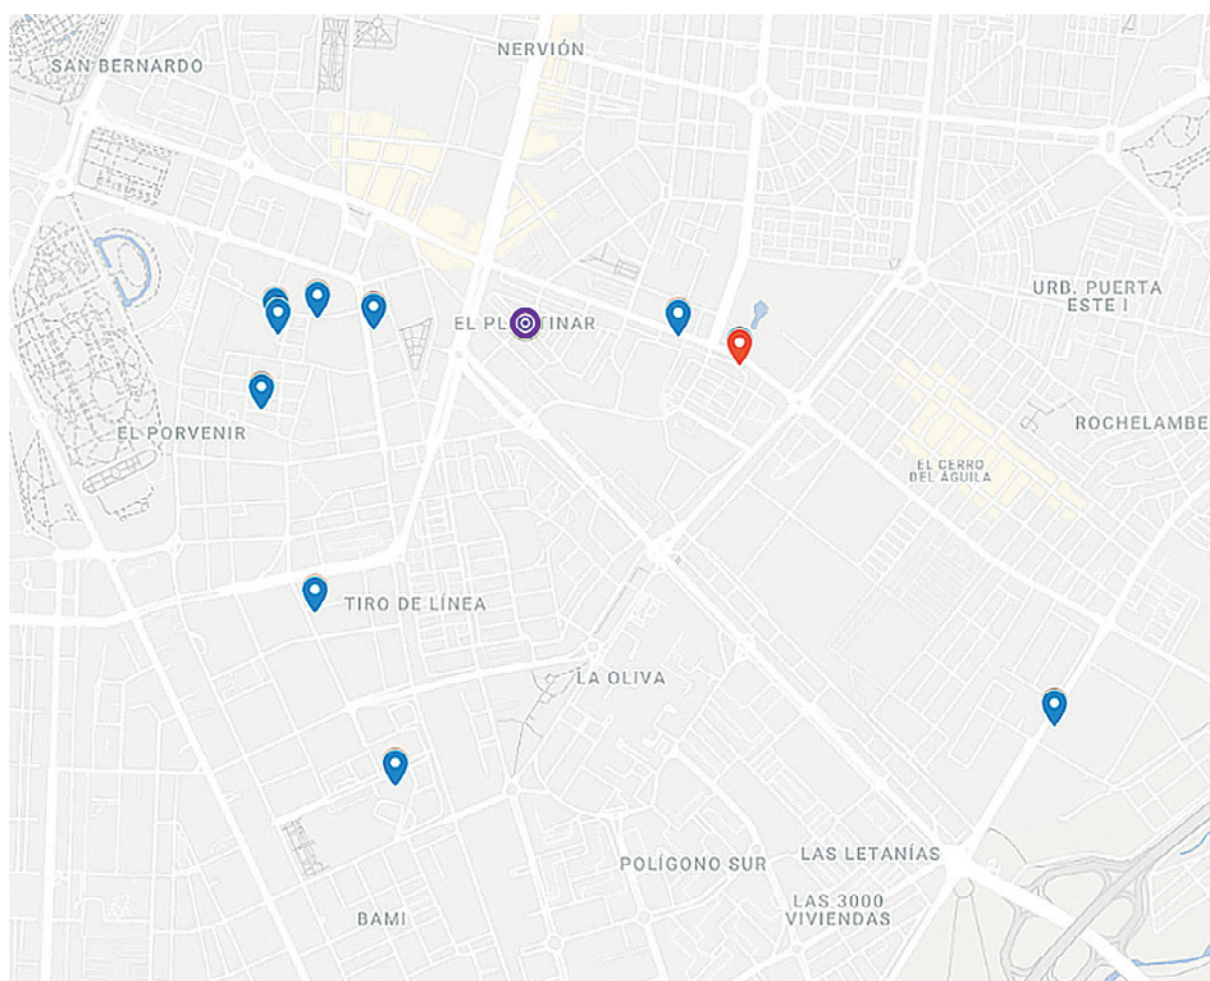 NERVIÓN
SAN BERNARDO
URB. PUERTA
ESTE I
EL PL TINAR
ROCHELAMBE
EL PORVENIR
EL CERRO
DEL ÁGUILA
TIRO DE LÍNEA
LA OLIVA
LAS LETANÍAS
POLÍGONO SUR
LAS 3000
VIVIENDAS
BAMI